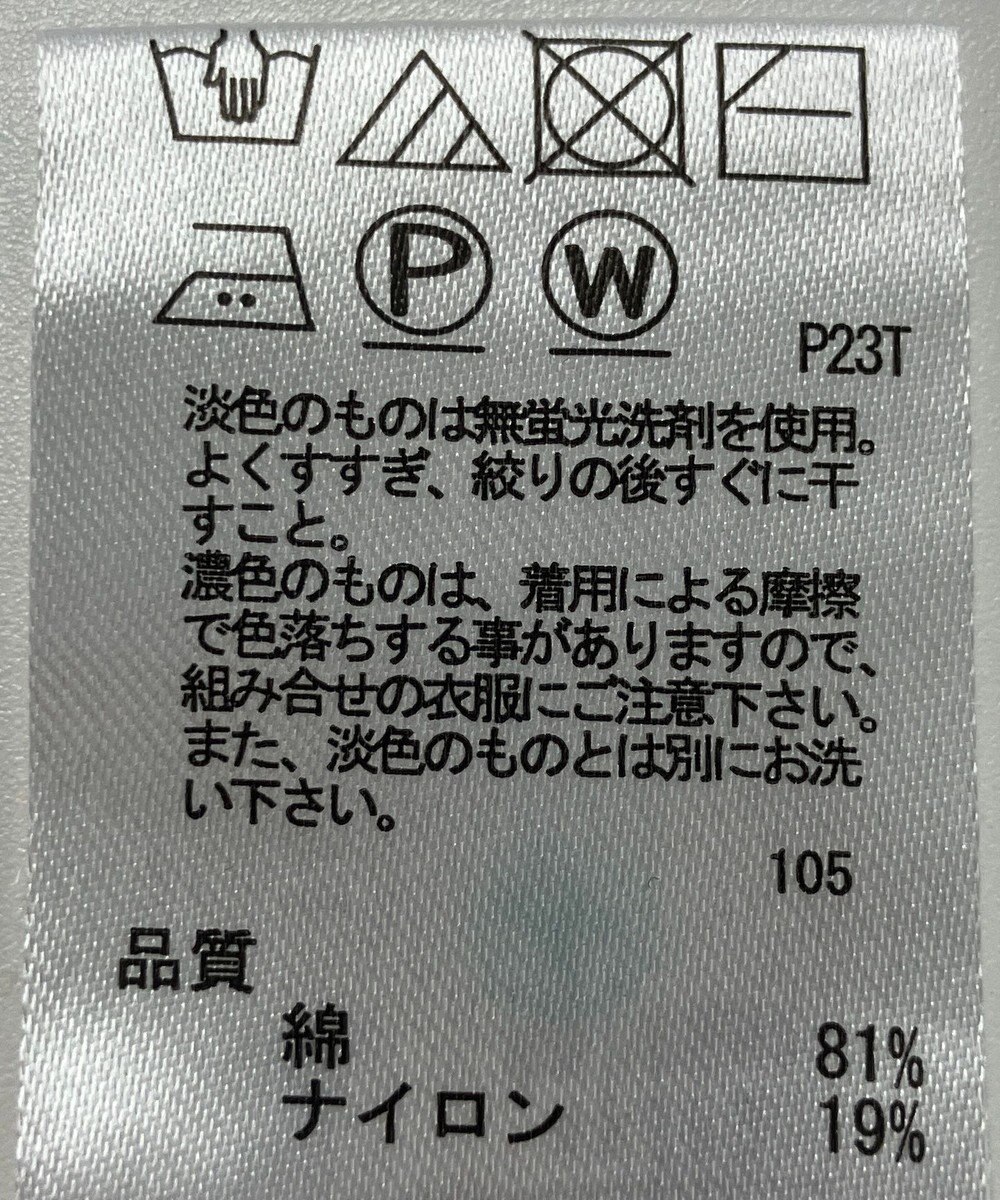 P W
P23T
淡色のものは無蛍光洗剤を使用。
よくすすぎ、絞りの後すぐに干
すこと。
濃色のものは、着用による摩擦
で色落ちする事がありますので、
組み合せの衣服にご注意下さい。
また、淡色のものとは別にお洗
い下さい。
105
品質
綿 81%
ナイロン 19%